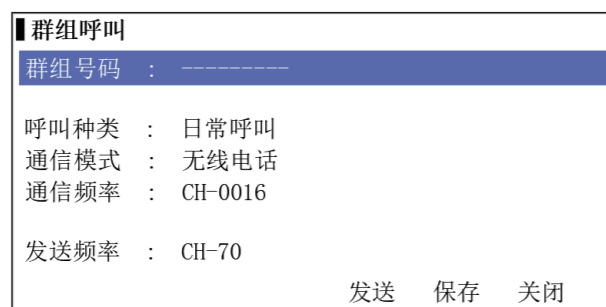 群组呼叫
群组号码 : ---------
呼叫种类 : 日常呼叫
通信模式 : 无线电话
通信频率 : CH-0016
发送频率 : CH-70
发送 保存 关闭